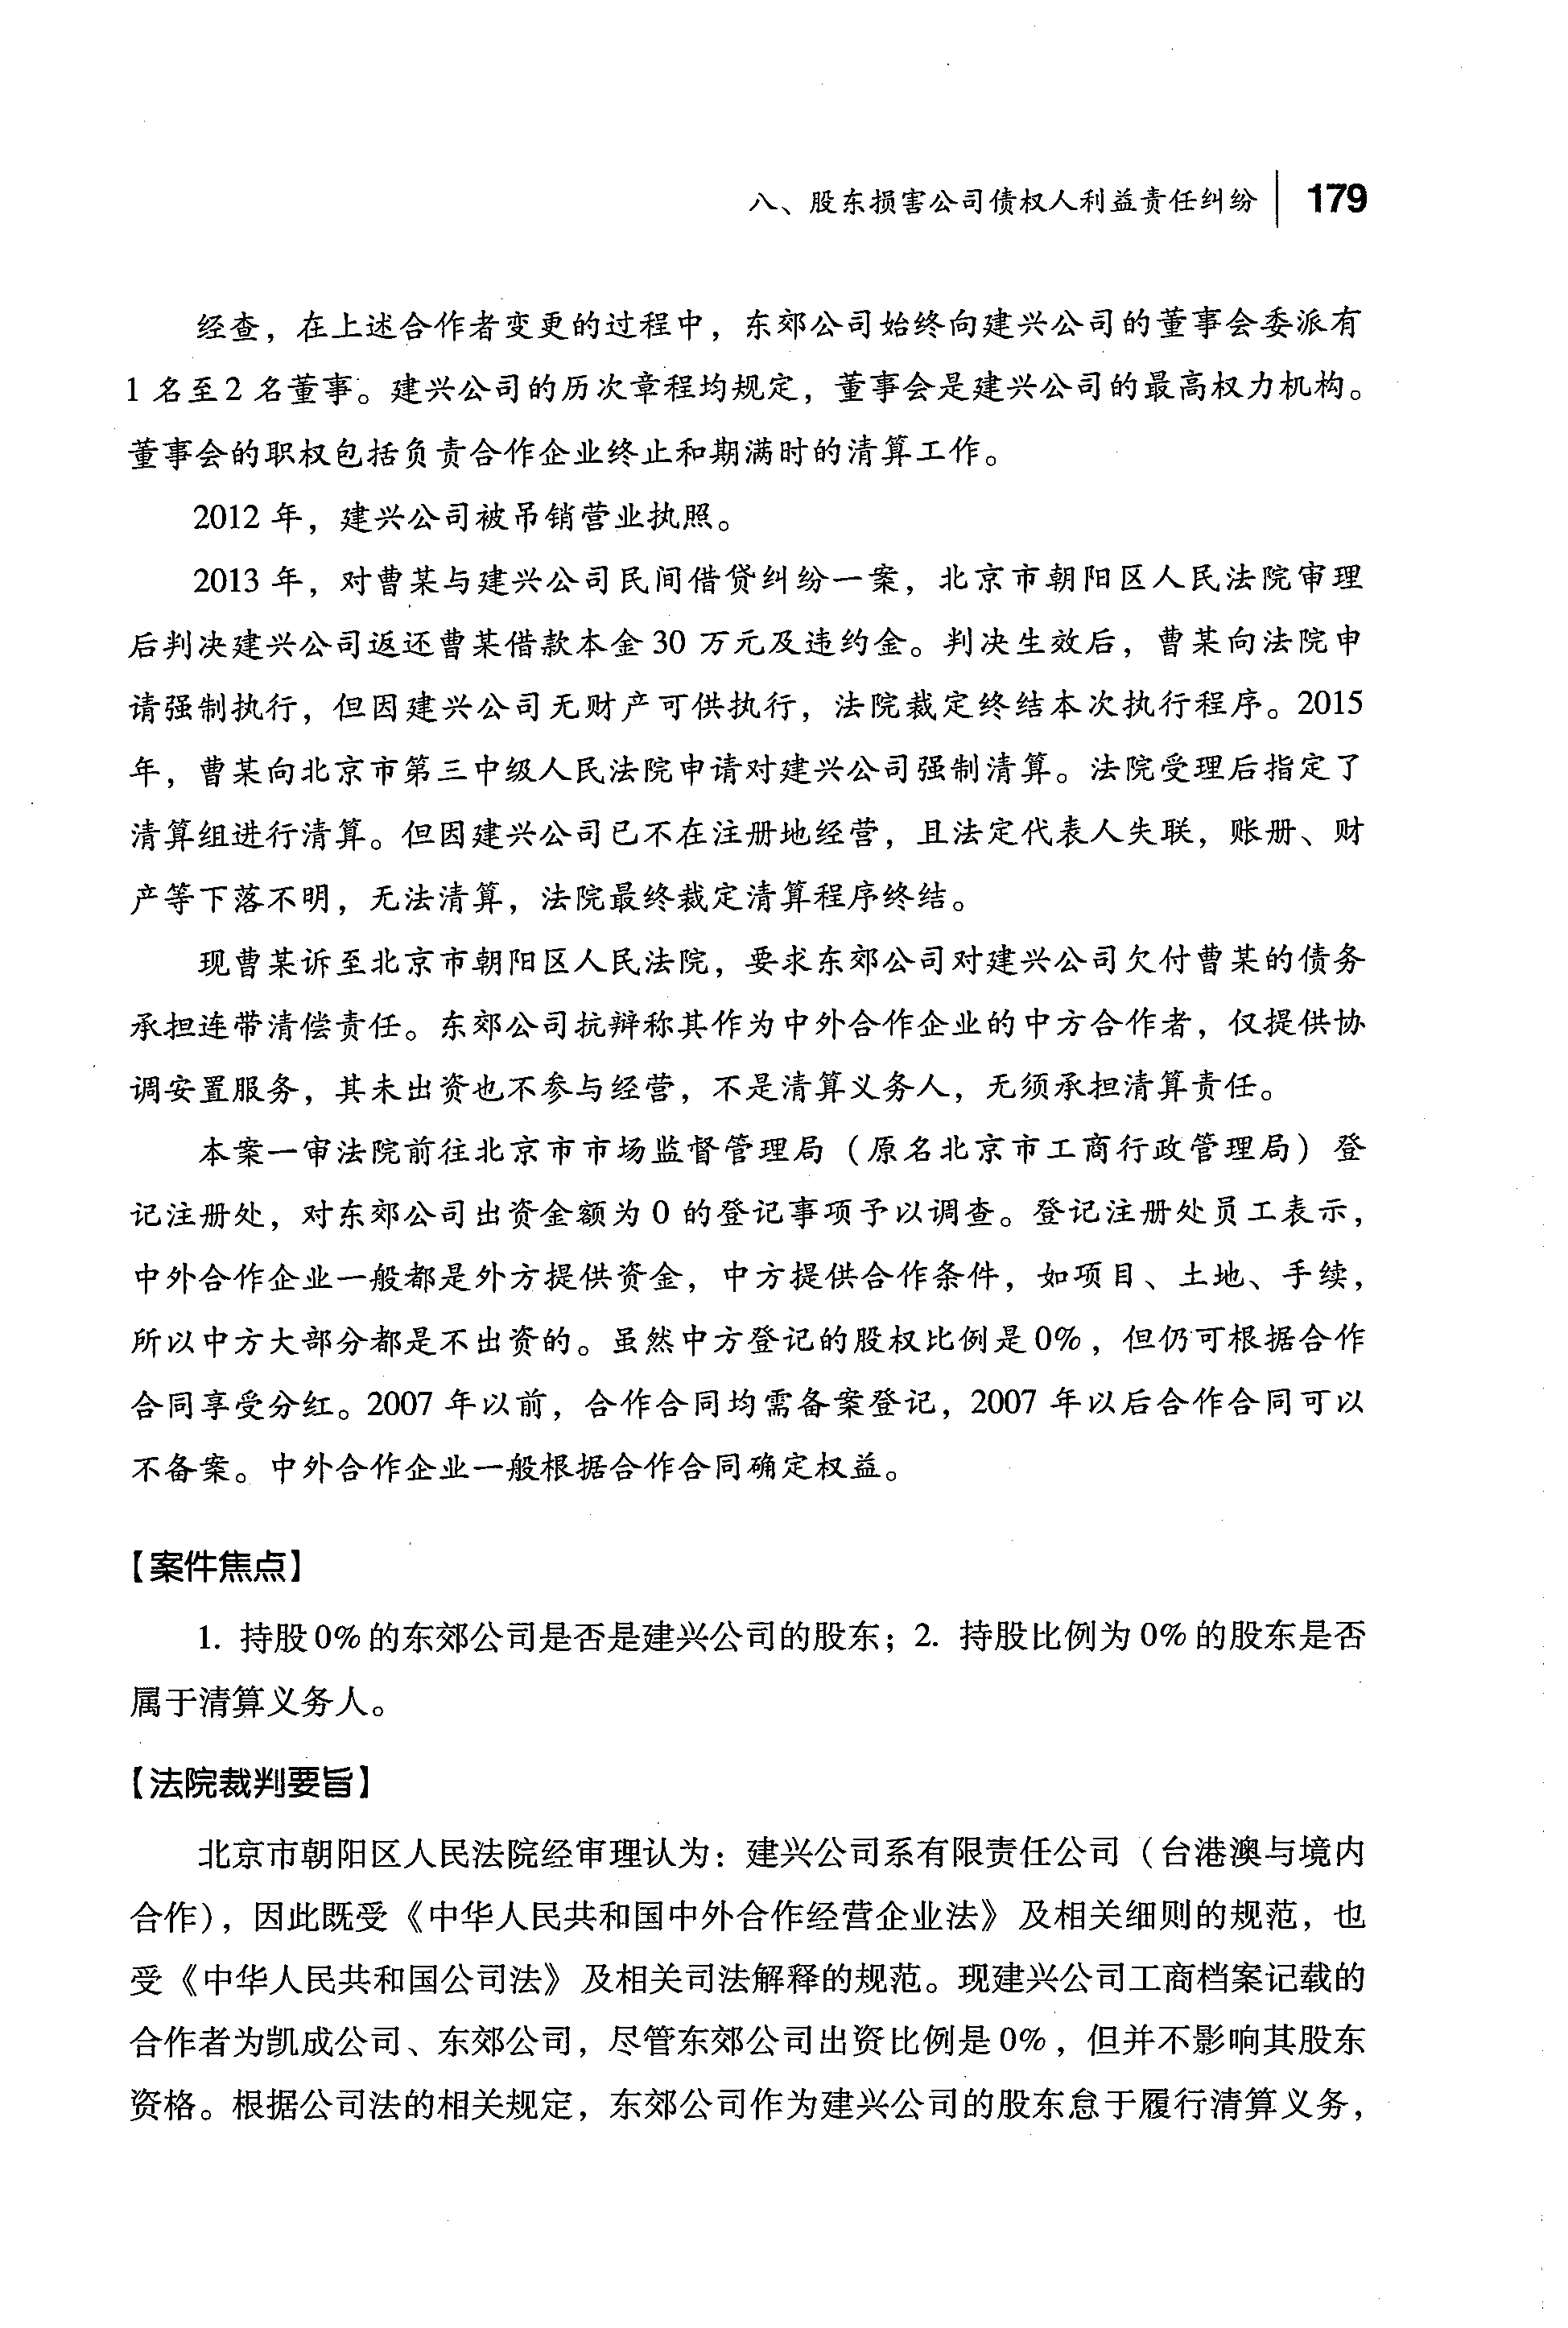 八、股东损害公司债权人利益责任纠纷 179
经查，在上述合作者变更的过程中，东郊公司始终向建兴公司的董事会委派有
1 名至 2 名董事。建兴公司的历次章程均规定，董事会是建兴公司的最高权力机构。
董事会的职权包括负责合作企业终止和期满时的清算工作。
2012 年，建兴公司被吊销营业执照。
2013 年，对曹某与建兴公司民间借贷纠纷一案，北京市朝阳区人民法院审理
后判决建兴公司返还曹某借款本金 30 万元及违约金。判决生效后，曹某向法院申
请强制执行，但因建兴公司无财产可供执行，法院裁定终结本次执行程序。2015
年，曹某向北京市第三中级人民法院申请对建兴公司强制清算。法院受理后指定了
清算组进行清算。但因建兴公司已不在注册地经营，且法定代表人失联，账册、财
产等下落不明，无法清算，法院最终裁定清算程序终结。
现曹某诉至北京市朝阳区人民法院，要求东郊公司对建兴公司欠付曹某的债务
承担连带清偿责任。东郊公司抗辩称其作为中外合作企业的中方合作者，仅提供协
调安置服务，其未出资也不参与经营，不是清算义务人，无须承担清算责任。
本案一审法院前往北京市市场监督管理局（原名北京市工商行政管理局）登
记注册处，对东郊公司出资金额为 0 的登记事项予以调查。登记注册处员工表示，
中外合作企业一般都是外方提供资金，中方提供合作条件，如项目、土地、手续，
所以中方大部分都是不出资的。虽然中方登记的股权比例是 0%，但仍可根据合作
合同享受分红。2007 年以前，合作合同均需备案登记，2007 年以后合作合同可以
不备案。中外合作企业一般根据合作合同确定权益。
【案件焦点】
1. 持股 0% 的东郊公司是否是建兴公司的股东；2. 持股比例为 0% 的股东是否
属于清算义务人。
【法院裁判要旨】
北京市朝阳区人民法院经审理认为：建兴公司系有限责任公司（台港澳与境内
合作），因此既受《中华人民共和国中外合作经营企业法》及相关细则的规范，也
受《中华人民共和国公司法》及相关司法解释的规范。现建兴公司工商档案记载的
合作者为凯成公司、东郊公司，尽管东郊公司出资比例是 0%，但并不影响其股东
资格。根据公司法的相关规定，东郊公司作为建兴公司的股东怠于履行清算义务，